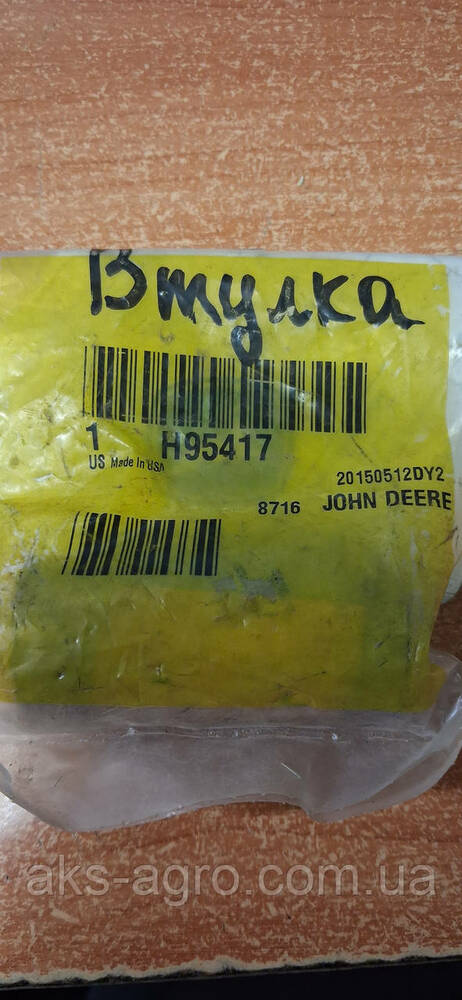 Втулка
1 H95417
US Made In USA
20150512DY2
8716 JOHN DEERE
aks-agro.com.ua